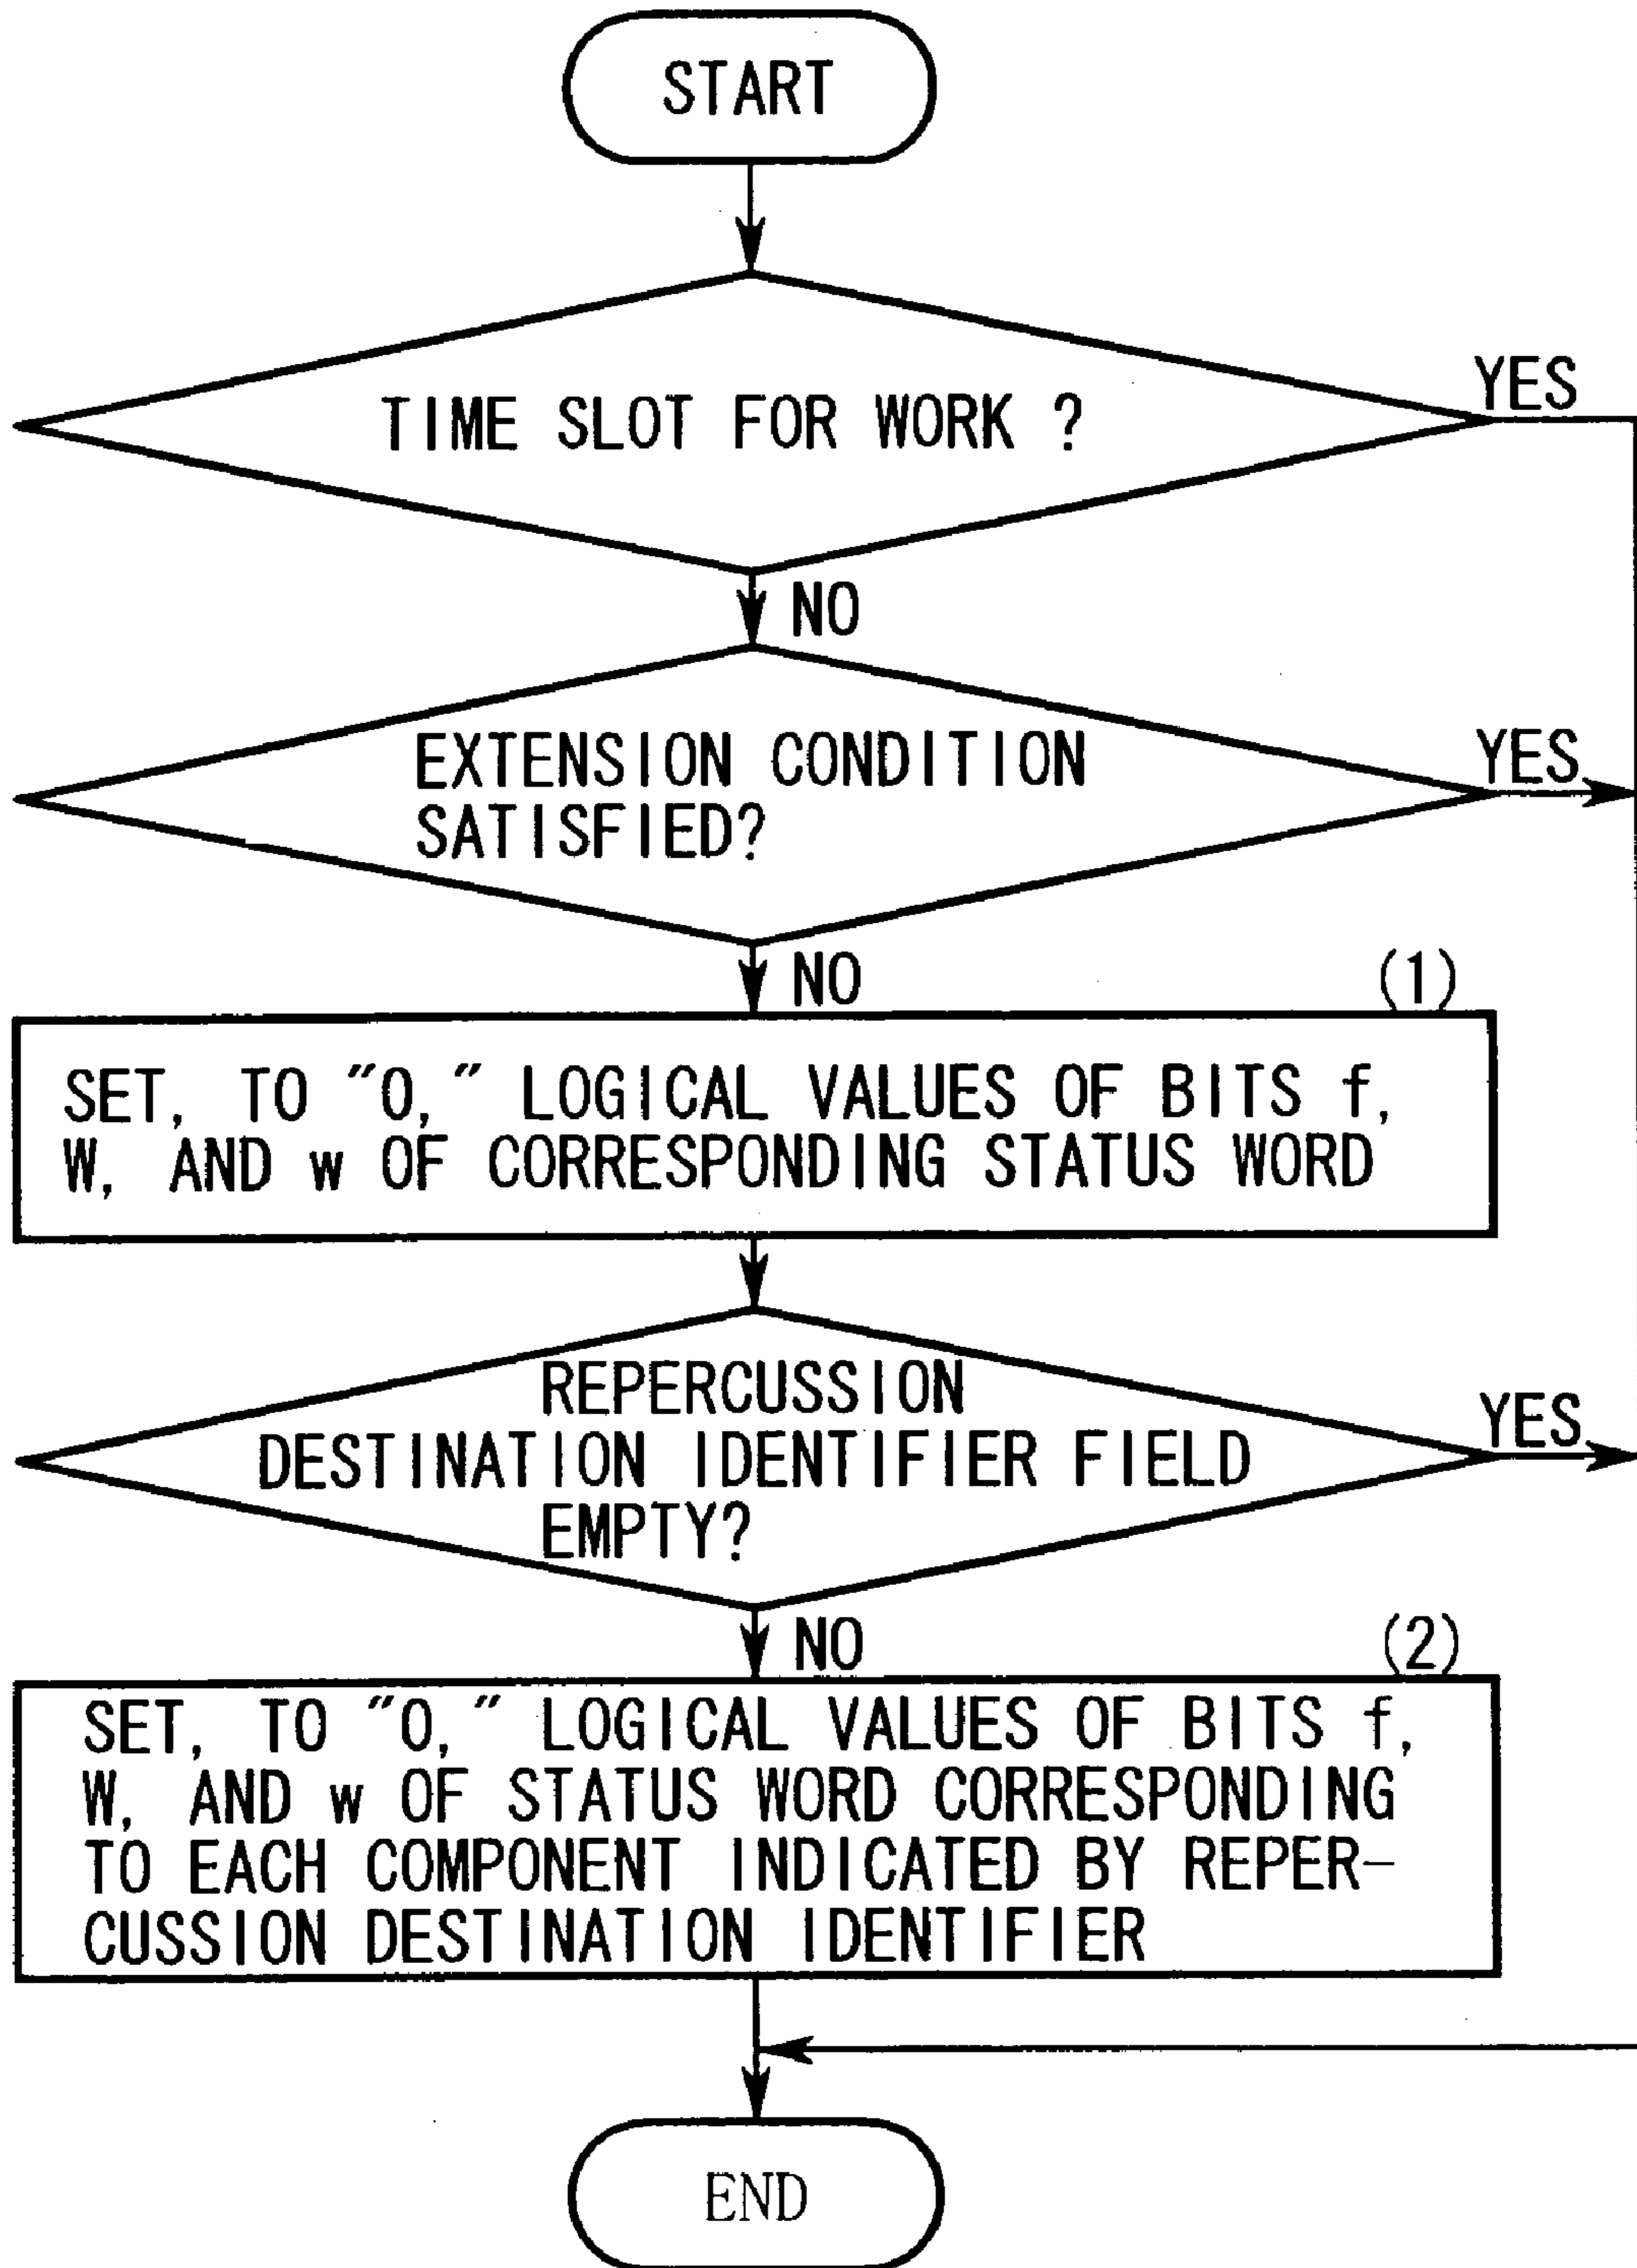 START
TIME SLOT FOR WORK ?
YES
NO
EXTENSION CONDITION
SATISFIED?
YES
NO
(1)
SET, TO "0," LOGICAL VALUES OF BITS f,
W, AND w OF CORRESPONDING STATUS WORD
REPERCUSSION
DESTINATION IDENTIFIER FIELD
EMPTY?
YES
NO
(2)
SET, TO "0," LOGICAL VALUES OF BITS f,
W, AND w OF STATUS WORD CORRESPONDING
TO EACH COMPONENT INDICATED BY REPER-
CUSSION DESTINATION IDENTIFIER
END